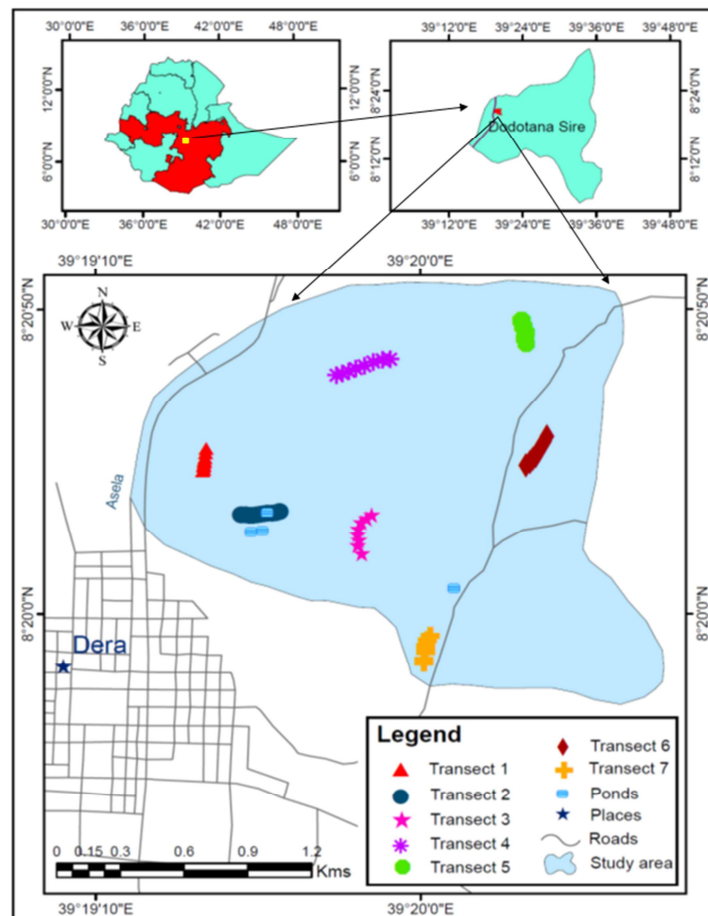 30°0'0"E 36°0'0"E 42°0'0"E 48°0'0"E
39°12'0"E 39°24'0"E 39°36'0"E 39°48'0"E
12°0'0"N
6°0'0"N
12°0'0"N
6°0'0"N
8°24'0"N
8°12'0"N
8°24'0"N
8°12'0"N
Dodotana Sire
30°0'0"E 36°0'0"E 42°0'0"E 48°0'0"E
39°12'0"E 39°24'0"E 39°36'0"E 39°48'0"E
39°19'10"E 39°20'0"E
8°20'50"N
8°20'50"N
N
W E
S
Asela
8°20'0"N
8°20'0"N
Dera
Legend
Transect 1
Transect 2
Transect 3
Transect 4
Transect 5
Transect 6
Transect 7
Ponds
Places
Roads
Study area
0 0.15 0.3 0.6 0.9 1.2
Kms
39°19'10"E 39°20'0"E